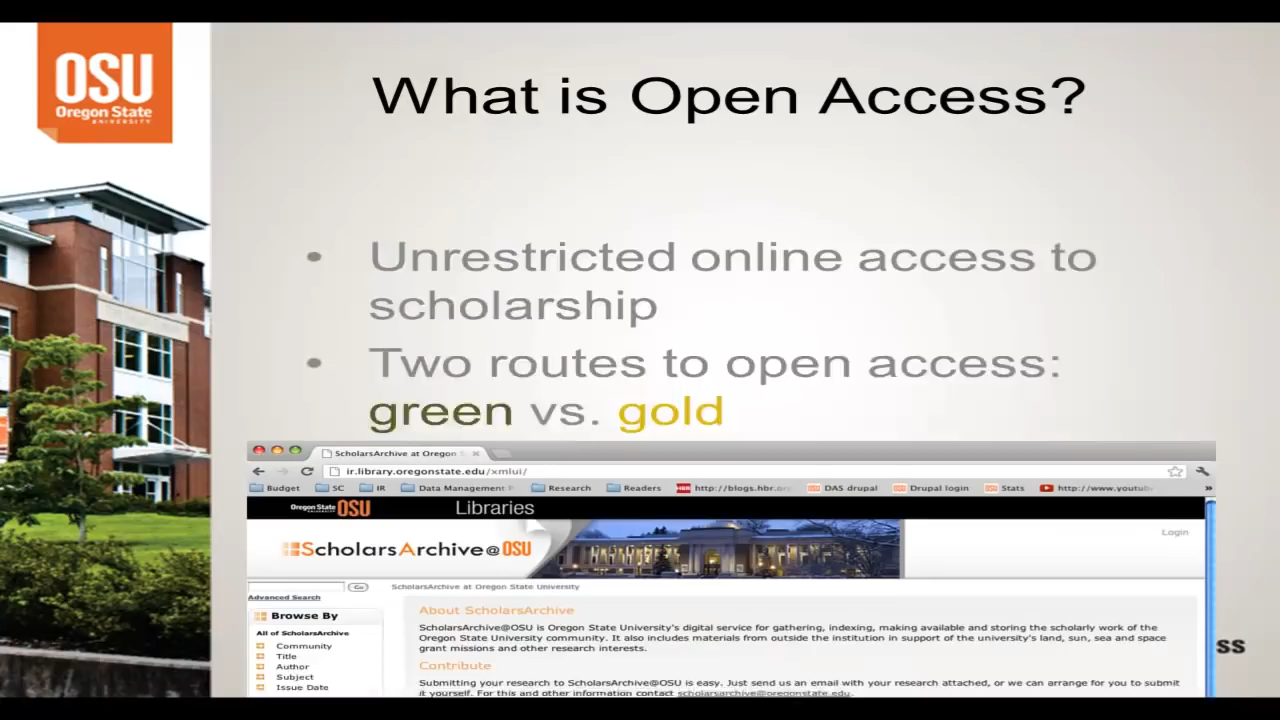 OSU
Oregon State
UNIVERSITY
What is Open Access?
• Unrestricted online access to
scholarship
• Two routes to open access:
green vs. gold
ScholarsArchive at Oregon S
ir.library.oregonstate.edu/xmlui/
Budget SC IR Data Management Research Readers http://blogs.hbr.or DAS drupal Drupal login Stats http://www.youtub »
Oregon State UNIVERSITY OSU Libraries
ScholarsArchive@OSU
Login
Go ScholarsArchive at Oregon State University
Advanced Search
Browse By
All of ScholarsArchive
Community
Title
Author
Subject
Issue Date
About ScholarsArchive
ScholarsArchive@OSU is Oregon State University's digital service for gathering, indexing, making available and storing the scholarly work of the
Oregon State University community. It also includes materials from outside the institution in support of the university's land, sun, sea and space
grant missions and other research interests.
Contribute
Submitting your research to ScholarsArchive@OSU is easy. Just send us an email with your research attached, or we can arrange for you to submit
it yourself. For this and other information contact scholarsarchive@oregonstate.edu.
ss